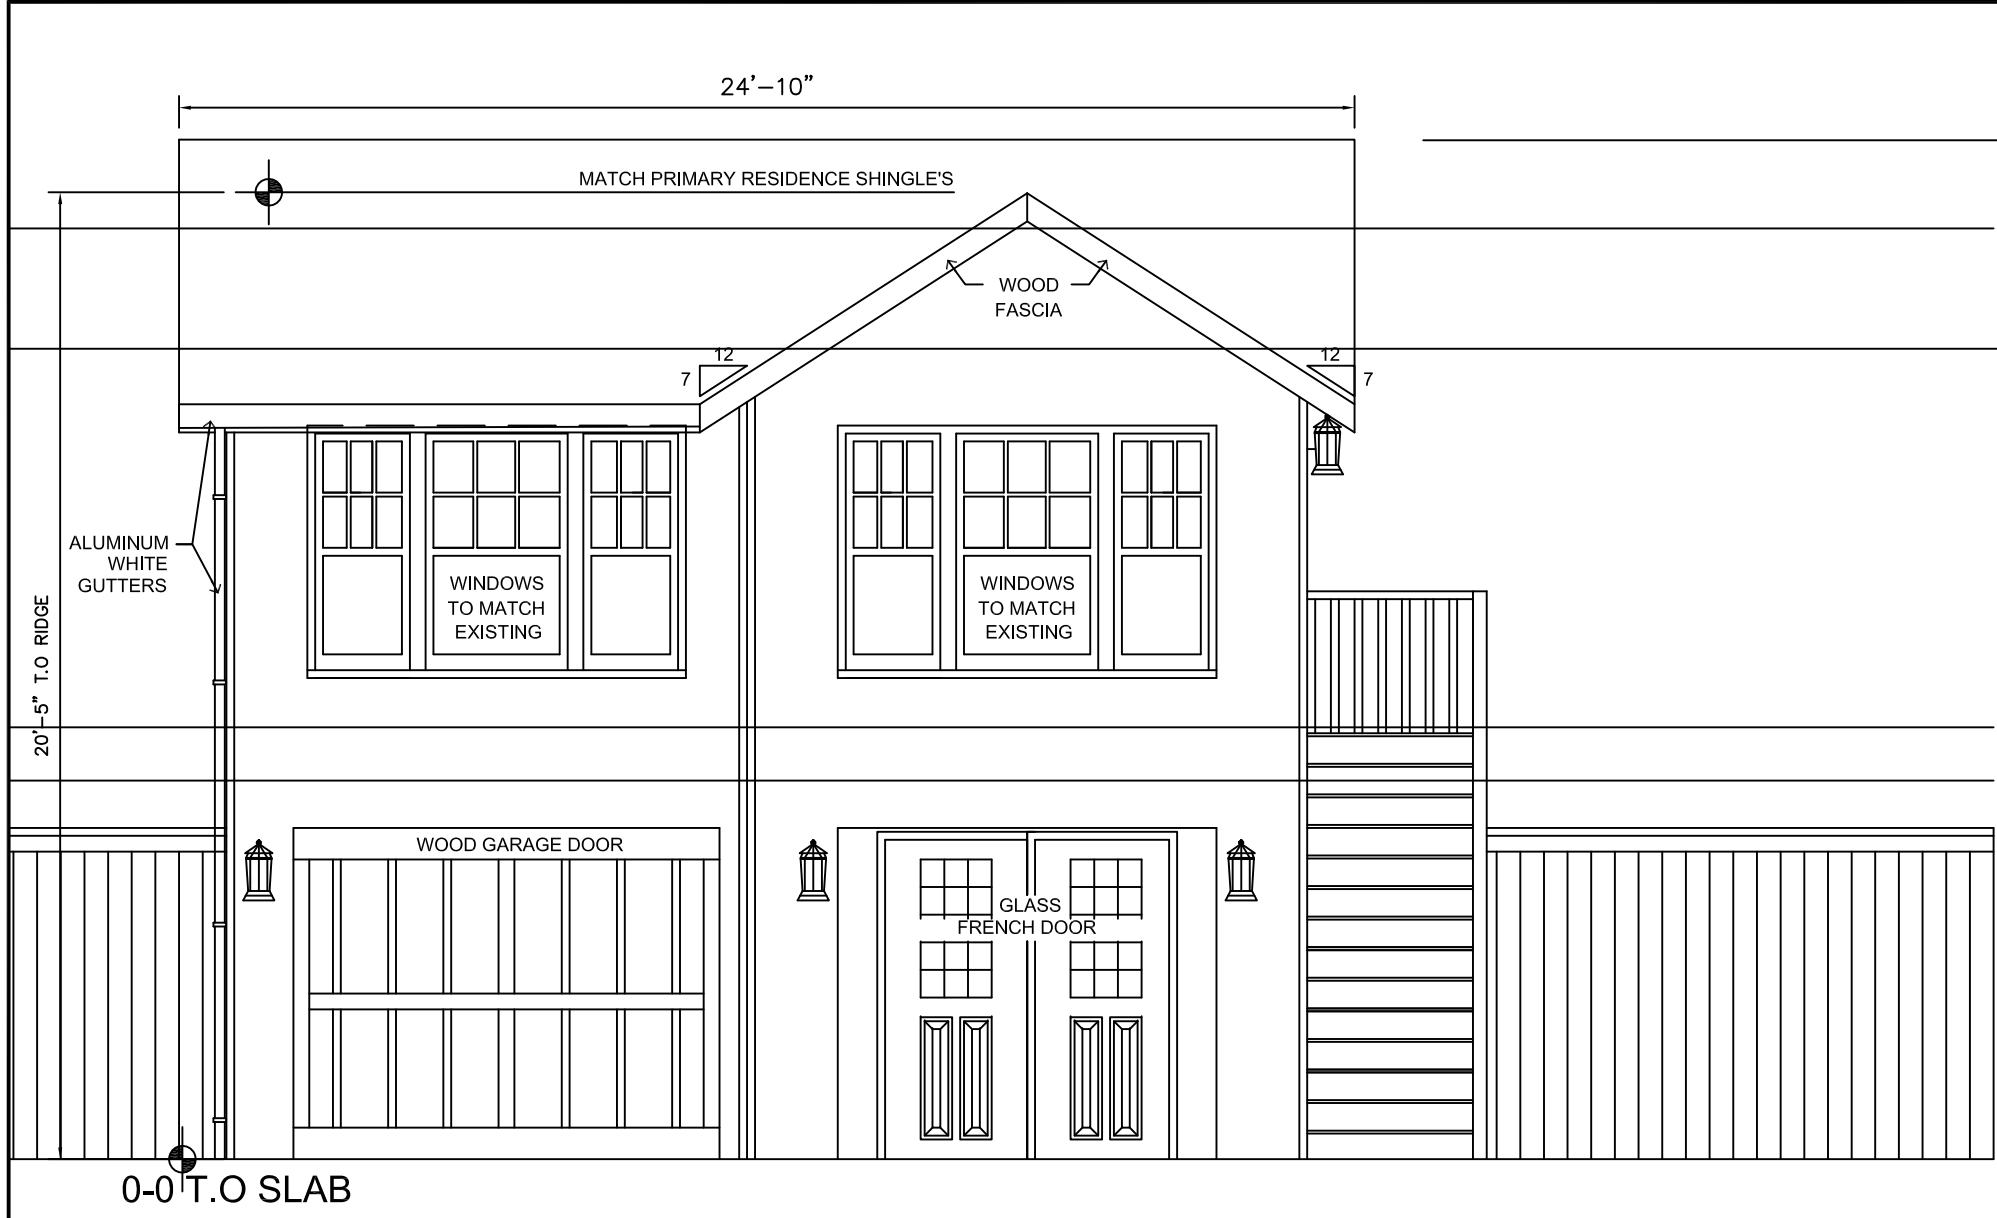 24’–10”
MATCH PRIMARY RESIDENCE SHINGLE'S
WOOD
FASCIA
12
7
12
7
ALUMINUM
WHITE
GUTTERS
20’–5” T.O RIDGE
WINDOWS
TO MATCH
EXISTING
WINDOWS
TO MATCH
EXISTING
WOOD GARAGE DOOR
GLASS
FRENCH DOOR
0-0 T.O SLAB